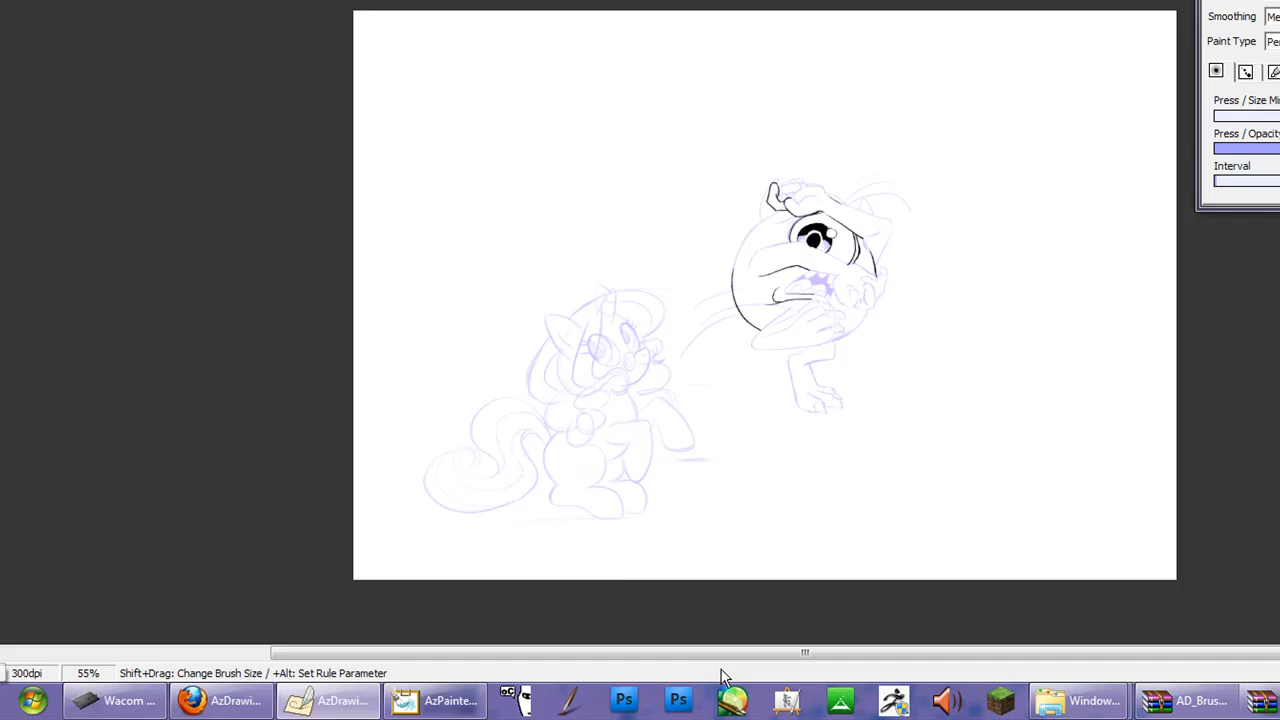 Smoothing
Paint Type
Press / Size Mi
Press / Opacity
Interval
300dpi
55%
Shift+Drag: Change Brush Size / +Alt: Set Rule Parameter
Wacom ...
AzDrawi...
AzDrawi...
AzPainte...
Ps
Ps
Window...
AD_Brus...